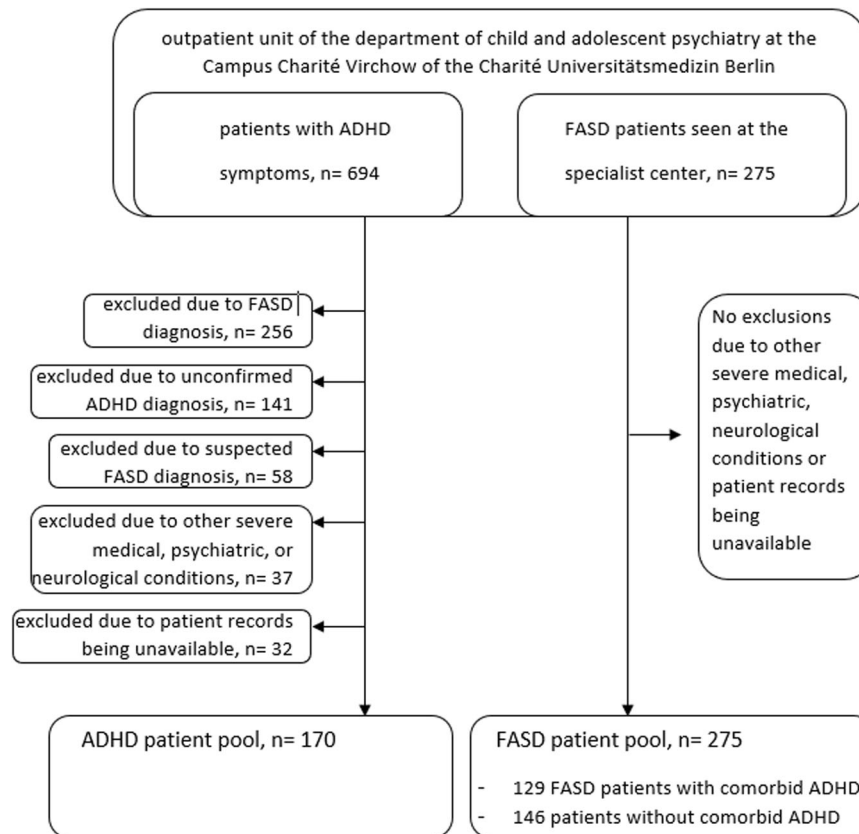 outpatient unit of the department of child and adolescent psychiatry at the
Campus Charité Virchow of the Charité Universitätsmedizin Berlin
patients with ADHD
symptoms, n= 694
FASD patients seen at the
specialist center, n= 275
excluded due to FASD
diagnosis, n= 256
excluded due to unconfirmed
ADHD diagnosis, n= 141
excluded due to suspected
FASD diagnosis, n= 58
excluded due to other severe
medical, psychiatric, or
neurological conditions, n= 37
excluded due to patient records
being unavailable, n= 32
No exclusions
due to other
severe medical,
psychiatric,
neurological
conditions or
patient records
being
unavailable
ADHD patient pool, n= 170
FASD patient pool, n= 275
- 129 FASD patients with comorbid ADHD
- 146 patients without comorbid ADHD